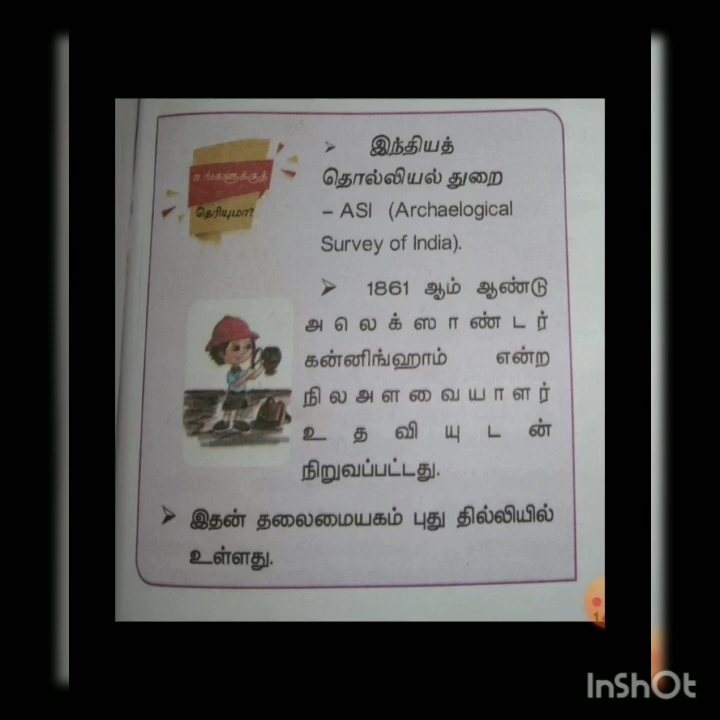 உங்களுக்குத்
தெரியுமா?
➢ இந்தியத்
தொல்லியல் துறை
– ASI (Archaelogical
Survey of India).
➢ 1861 ஆம் ஆண்டு
அலெக்ஸாண்டர்
கன்னிங்ஹாம் என்ற
நிலஅளவையாளர்
உதவியுடன்
நிறுவப்பட்டது.
➢ இதன் தலைமையகம் புது தில்லியில்
உள்ளது.
InShOt